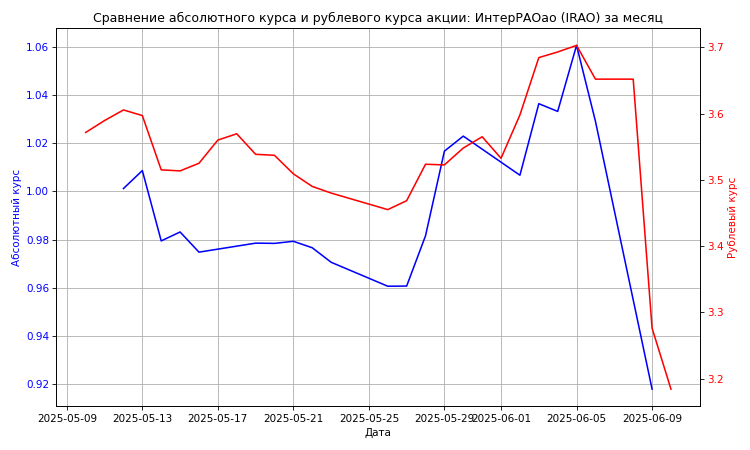 Сравнение абсолютного курса и рублевого курса акции: ИнтерРАОао (IRAO) за месяц
1.06
1.04
1.02
1.00
0.98
0.96
0.94
0.92
Абсолютный курс
3.7
3.6
3.5
3.4
3.3
3.2
Рублевый курс
2025-05-09 2025-05-13 2025-05-17 2025-05-21 2025-05-25 2025-05-29 2025-06-01 2025-06-05 2025-06-09
Дата